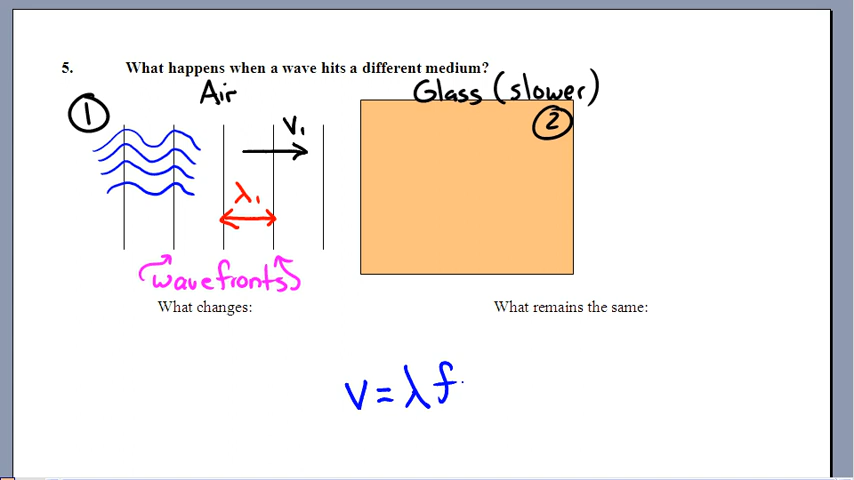 5. What happens when a wave hits a different medium?
Air
Glass (slower)
1
2
V₁
λ₁
wavefronts
What changes:
What remains the same:
v = λ f